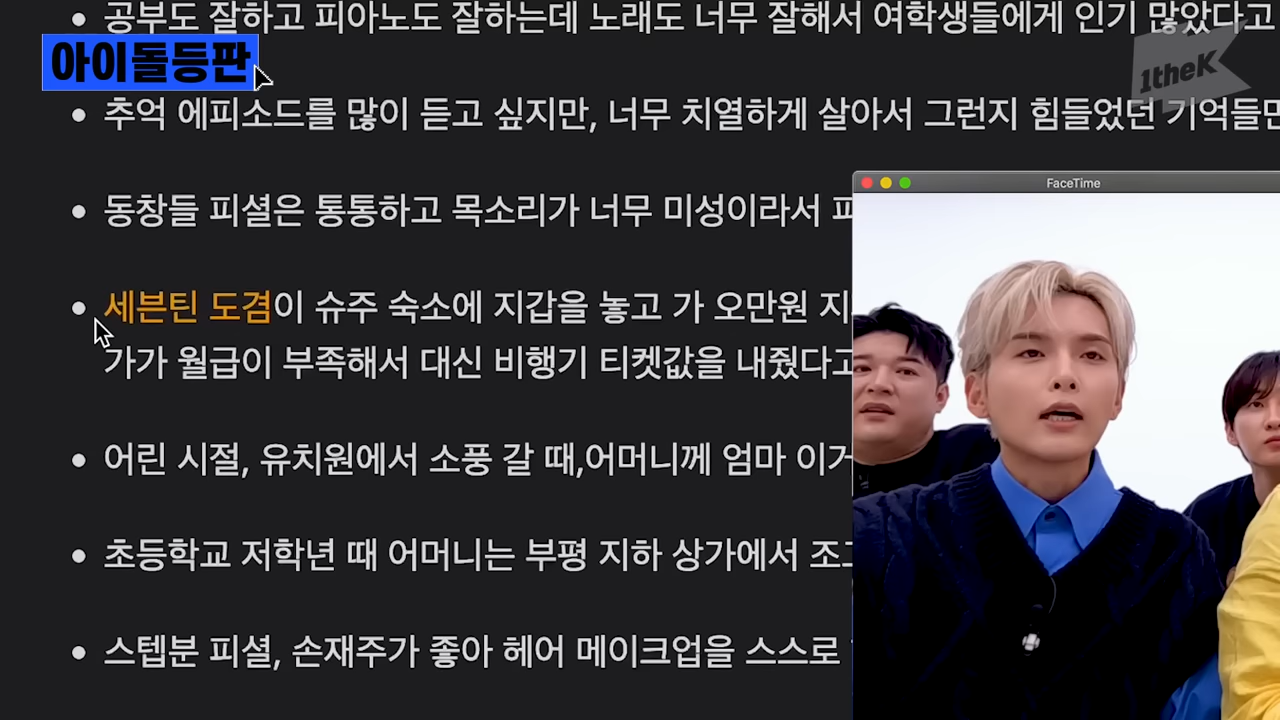 공부도 잘하고 피아노도 잘하는데 노래도 너무 잘해서 여학생들에게 인기 많았다고
아이돌등판
1theK
추억 에피소드를 많이 듣고 싶지만, 너무 치열하게 살아서 그런지 힘들었던 기억들만
FaceTime
동창들 피셜은 통통하고 목소리가 너무 미성이라서
세븐틴 도겸이 슈주 숙소에 지갑을 놓고 가 오만원
가가 월급이 부족해서 대신 비행기 티켓값을 내줬다고
어린 시절, 유치원에서 소풍 갈 때,어머니께 엄마 이거
초등학교 저학년 때 어머니는 부평 지하 상가에서
스텝분 피셜, 손재주가 좋아 헤어 메이크업을 스스로